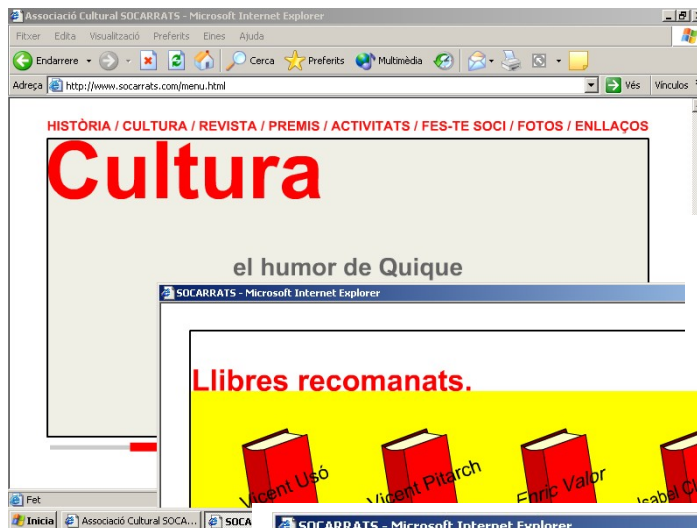 Associació Cultural SOCARRATS - Microsoft Internet Explorer
Fitxer Edita Visualització Preferits Eines Ajuda
Endarrere Cerca Preferits Multimèdia
Adreça http://www.socarrats.com/menu.html Vés Vínculos
HISTÒRIA / CULTURA / REVISTA / PREMIS / ACTIVITATS / FES-TE SOCI / FOTOS / ENLLAÇOS
Cultura
el humor de Quique
SOCARRATS - Microsoft Internet Explorer
Llibres recomanats.
Vicent Usó
Vicent Pitarch
Enric Valor
Isabel Cl
Fet
Inicia Associació Cultural SOCA... SOCA
SOCARRATS - Microsoft Internet Explorer